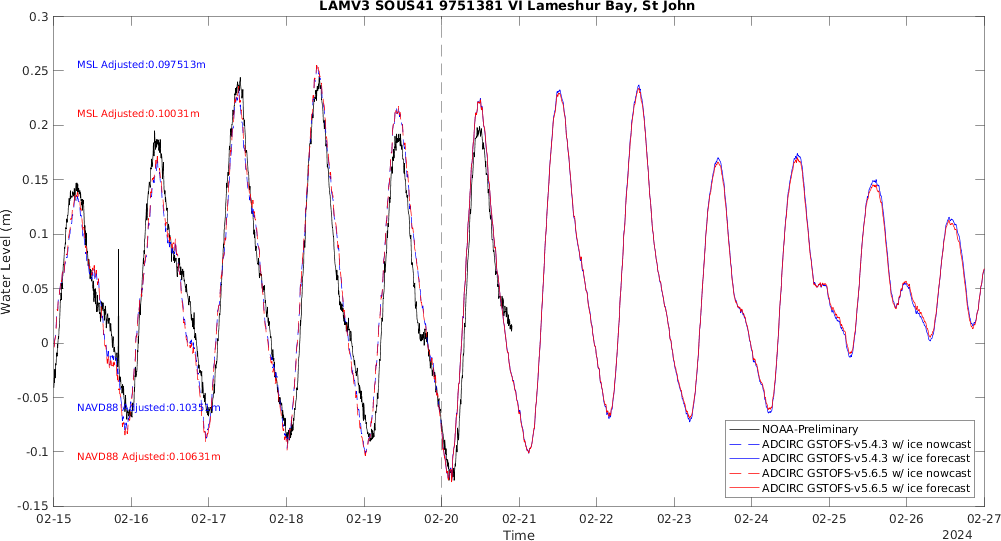 LAMV3 SOUS41 9751381 VI Lameshur Bay, St John
0.3
0.25
0.2
0.15
0.1
0.05
0
-0.05
-0.1
-0.15
Water Level (m)
MSL Adjusted:0.097513m
MSL Adjusted:0.10031m
NAVD88 Adjusted:0.10351m
NAVD88 Adjusted:0.10631m
NOAA-Preliminary
ADCIRC GSTOFS-v5.4.3 w/ ice nowcast
ADCIRC GSTOFS-v5.4.3 w/ ice forecast
ADCIRC GSTOFS-v5.6.5 w/ ice nowcast
ADCIRC GSTOFS-v5.6.5 w/ ice forecast
02-15 02-16 02-17 02-18 02-19 02-20 02-21 02-22 02-23 02-24 02-25 02-26 02-27
Time
2024